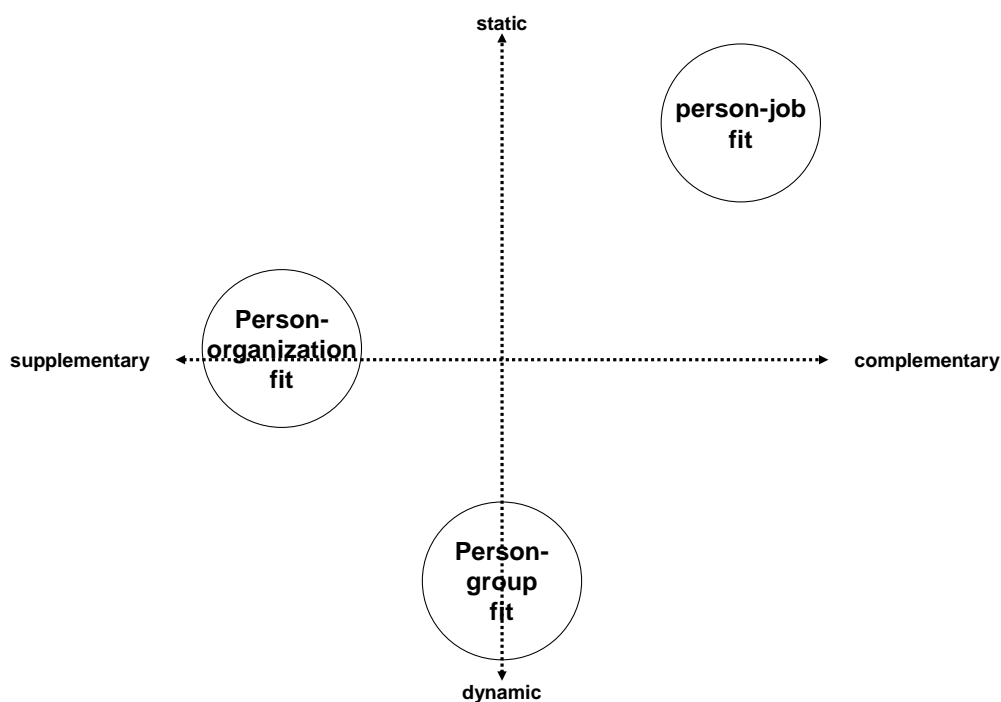 static
person-job
fit
Person-
organization
fit
supplementary
complementary
Person-
group
fit
dynamic